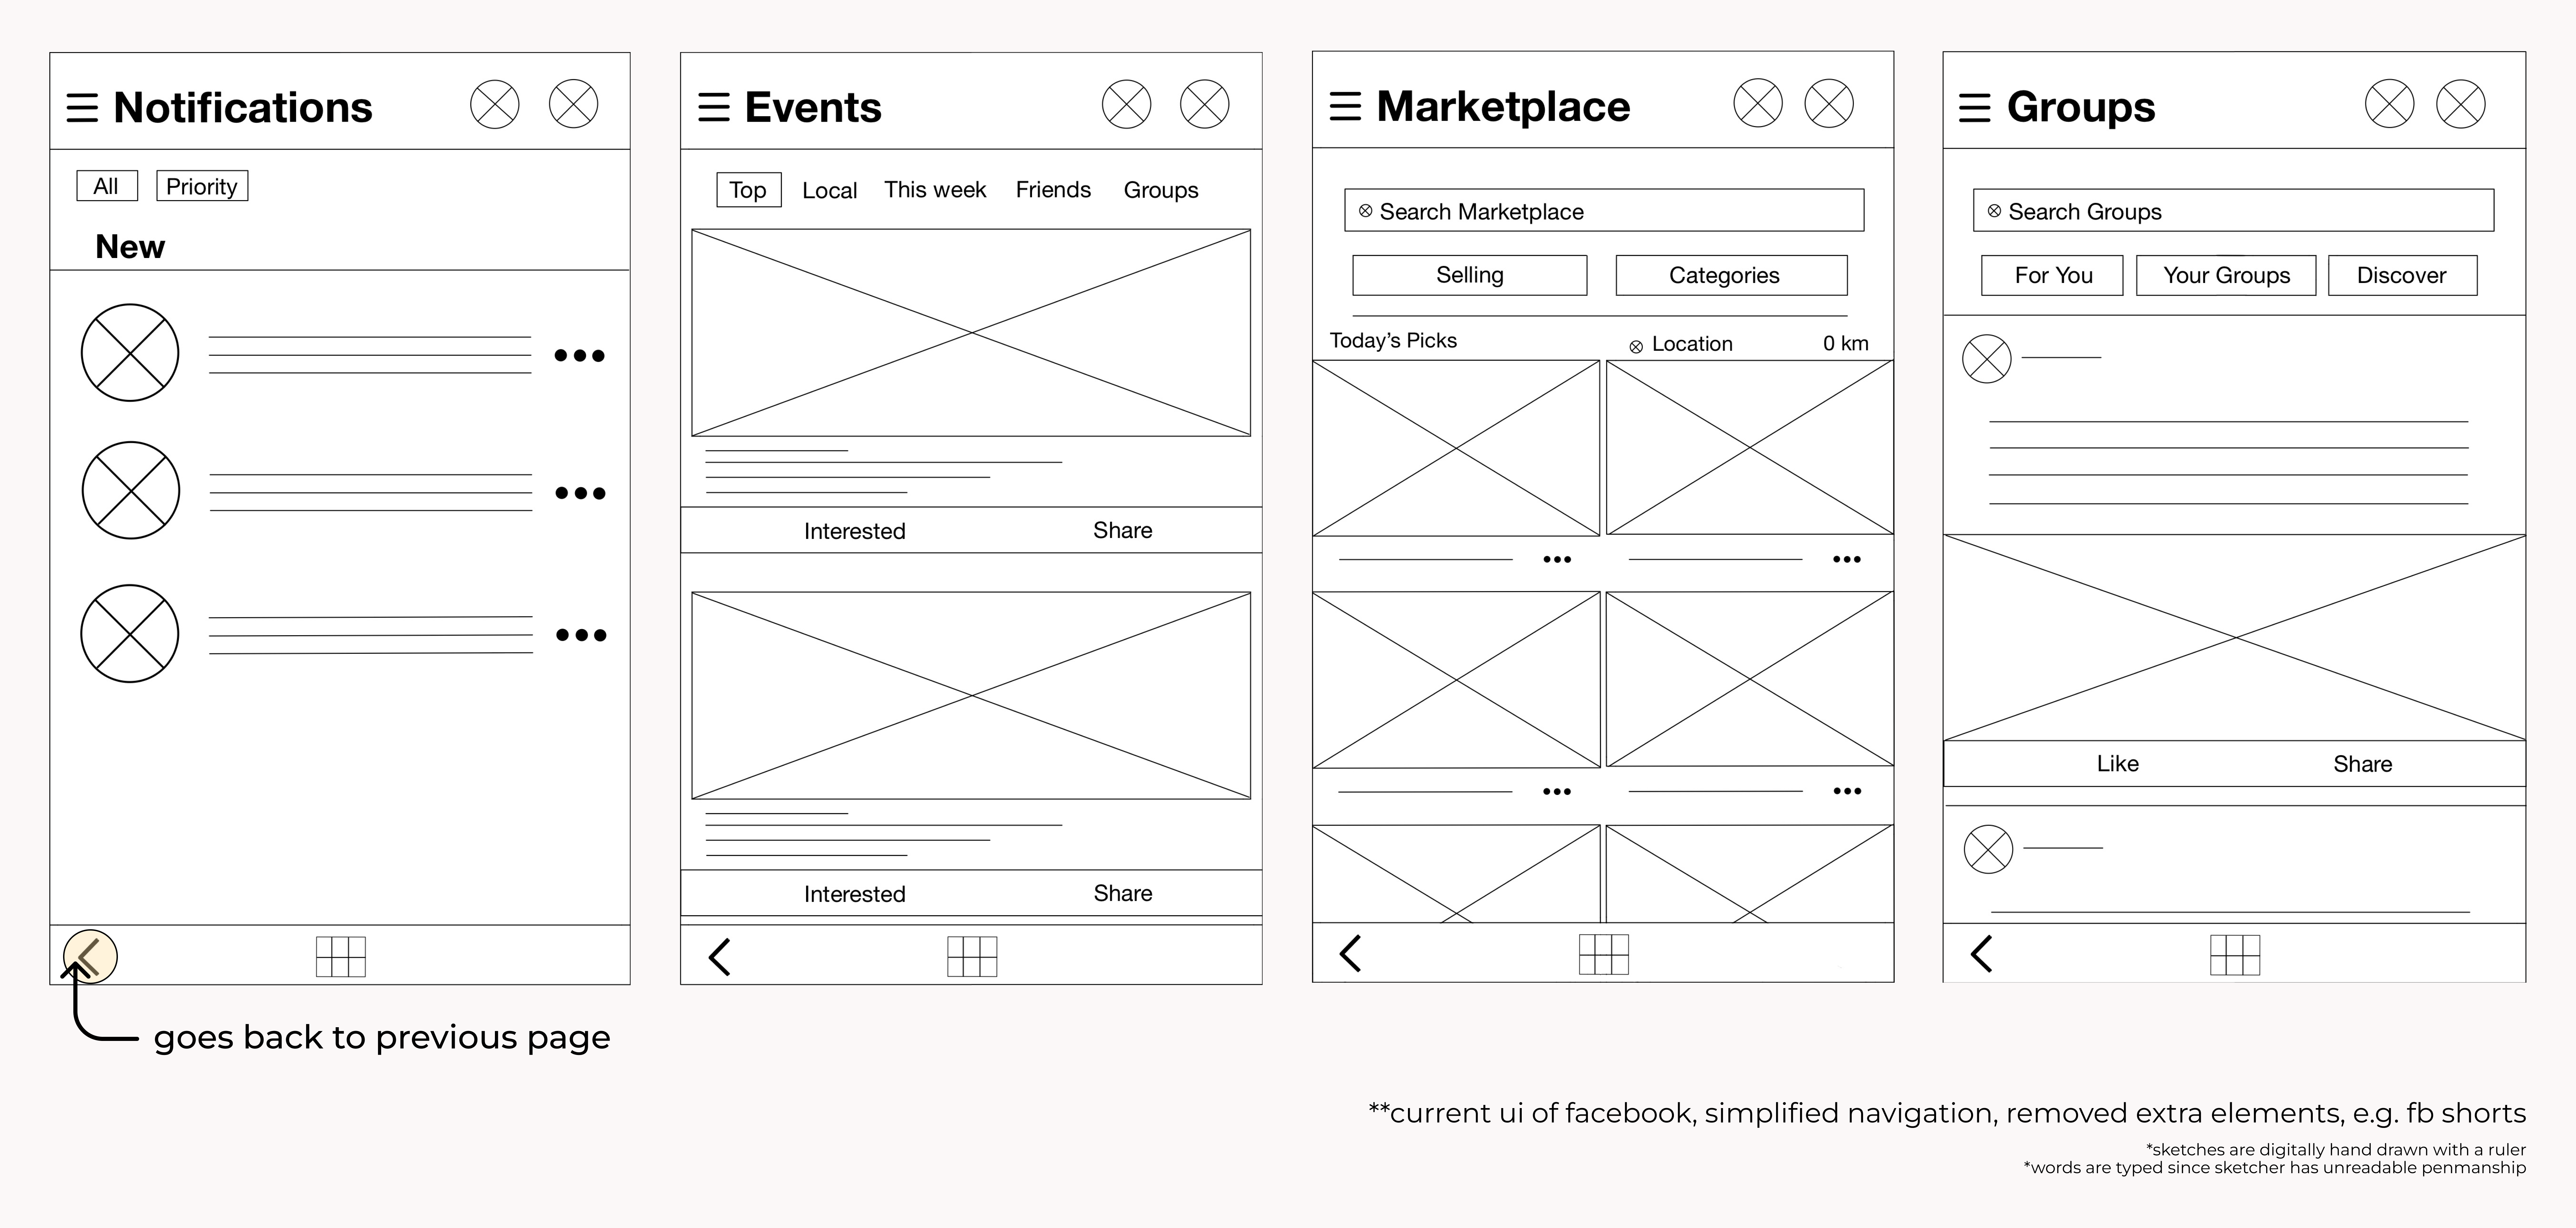 Notifications
All Priority
New
goes back to previous page
Events
Top Local This week Friends Groups
Interested Share
Interested Share
Marketplace
Search Marketplace
Selling Categories
Today's Picks Location 0 km
Groups
Search Groups
For You Your Groups Discover
Like Share
**current ui of facebook, simplified navigation, removed extra elements, e.g. fb shorts
*sketches are digitally hand drawn with a ruler
*words are typed since sketcher has unreadable penmanship